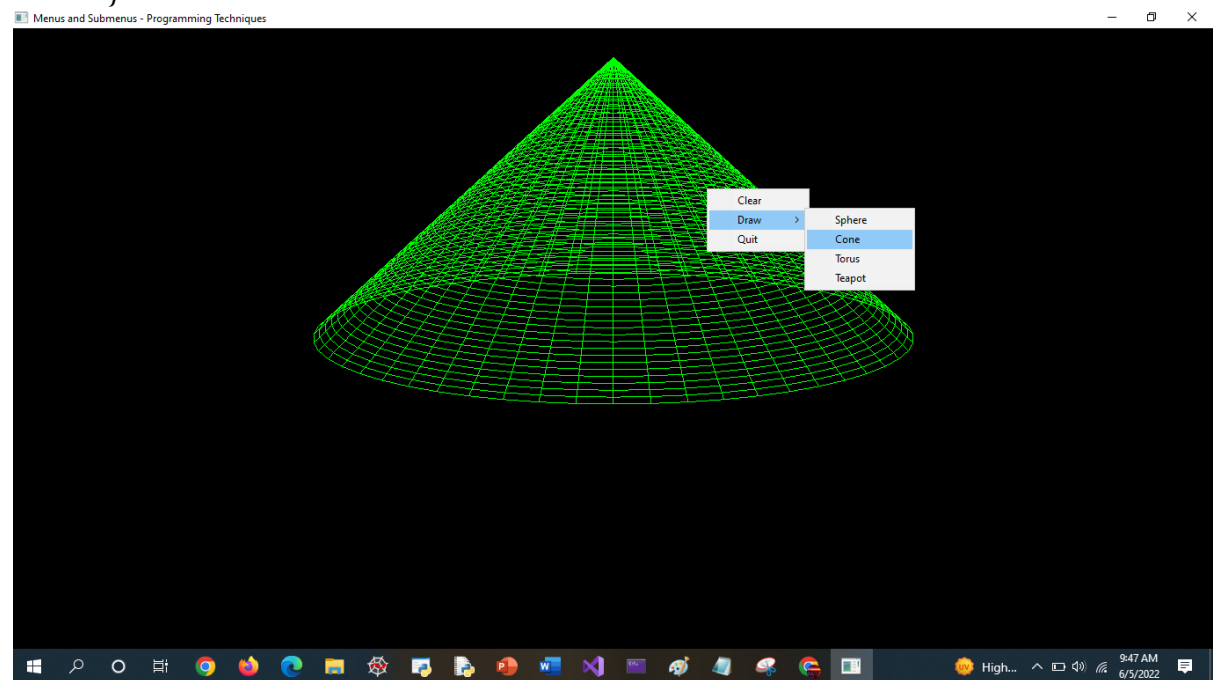 Menus and Submenus - Programming Techniques
Clear
Draw
Quit
Sphere
Cone
Torus
Teapot
High...
9:47 AM
6/5/2022